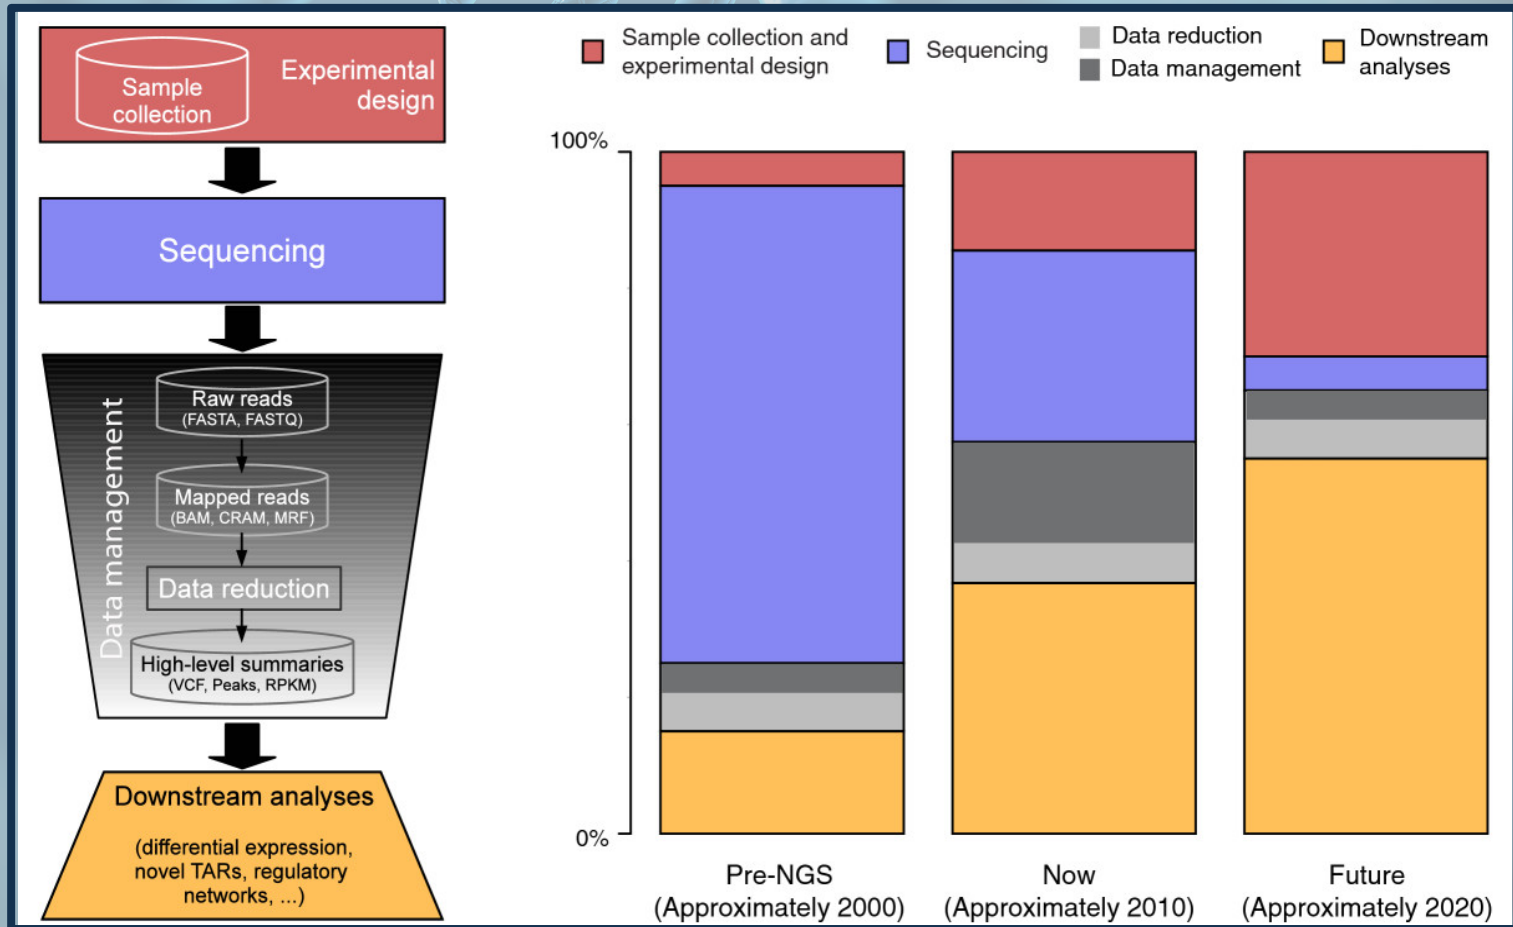 Sample
collection
Experimental
design
Sequencing
Data management
Raw reads
(FASTA, FASTQ)
Mapped reads
(BAM, CRAM, MRF)
Data reduction
High-level summaries
(VCF, Peaks, RPKM)
Downstream analyses
(differential expression,
novel TARs, regulatory
networks, ...)
Sample collection and
experimental design
Sequencing
Data reduction
Data management
Downstream
analyses
100%
0%
Pre-NGS
(Approximately 2000)
Now
(Approximately 2010)
Future
(Approximately 2020)